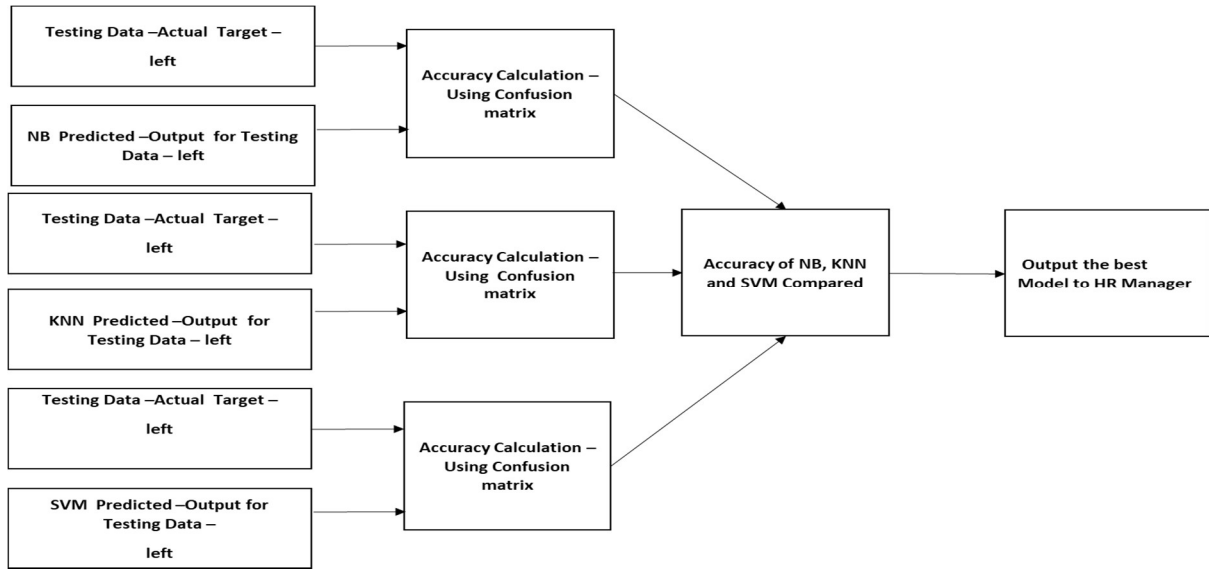 Testing Data –Actual Target –
left
NB Predicted –Output for Testing
Data – left
Accuracy Calculation –
Using Confusion
matrix
Testing Data –Actual Target –
left
KNN Predicted –Output for
Testing Data – left
Accuracy Calculation –
Using Confusion
matrix
Testing Data –Actual Target –
left
SVM Predicted –Output for
Testing Data –
left
Accuracy Calculation –
Using Confusion
matrix
Accuracy of NB, KNN
and SVM Compared
Output the best
Model to HR Manager